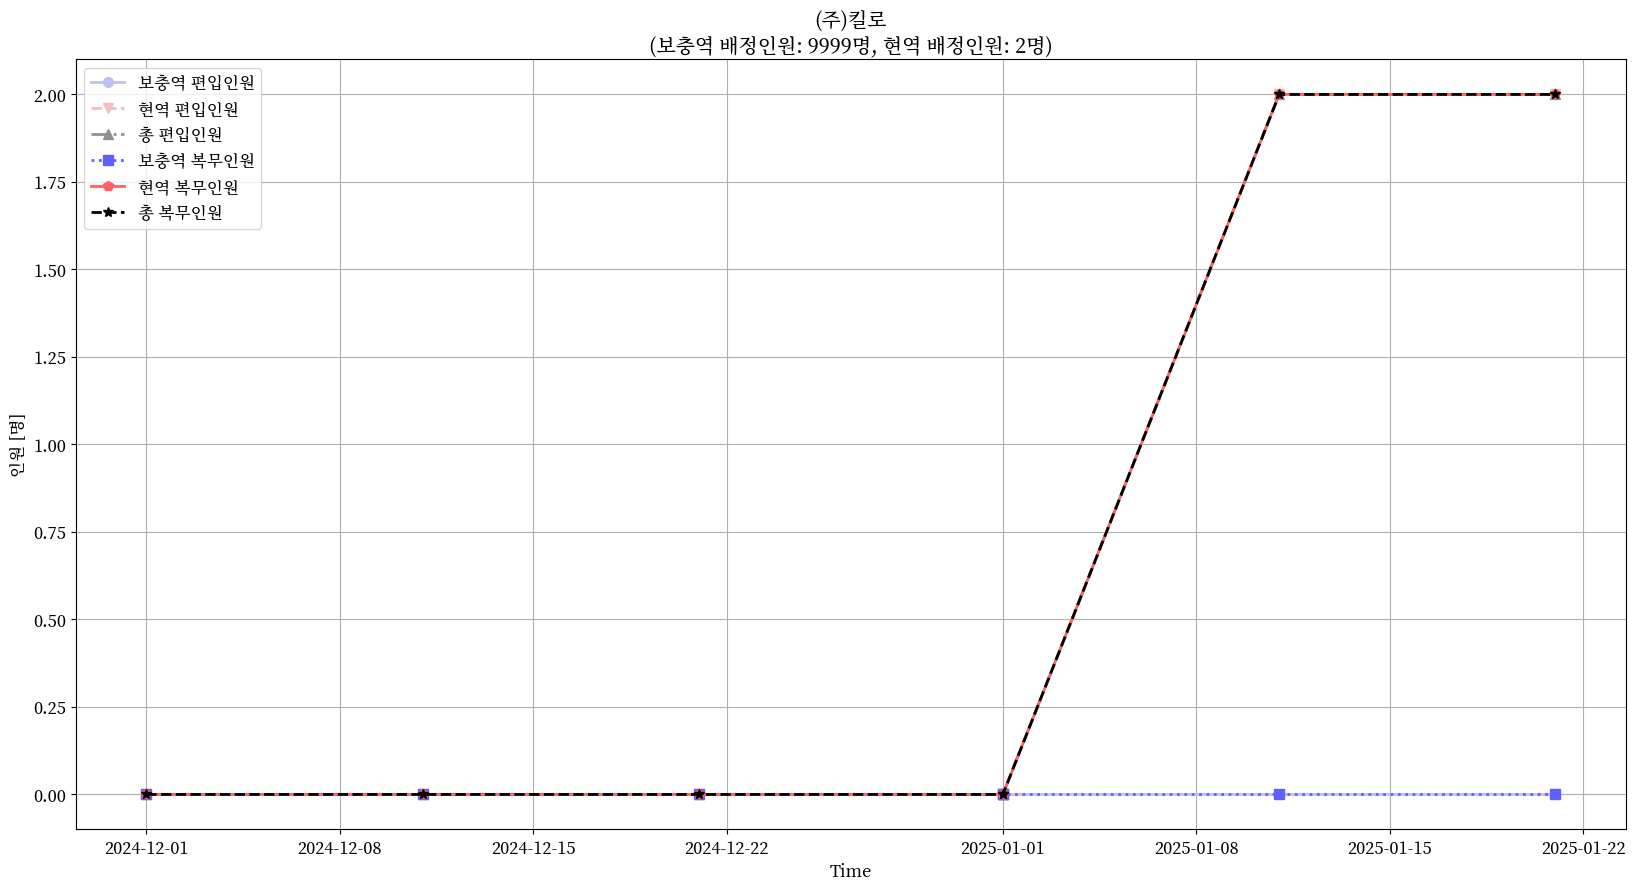 (주)킬로
(보충역 배정인원: 9999명, 현역 배정인원: 2명)
보충역 편입인원
현역 편입인원
총 편입인원
보충역 복무인원
현역 복무인원
총 복무인원
2.00
1.75
1.50
1.25
1.00
0.75
0.50
0.25
0.00
인원 [명]
2024-12-01
2024-12-08
2024-12-15
2024-12-22
2025-01-01
2025-01-08
2025-01-15
2025-01-22
Time